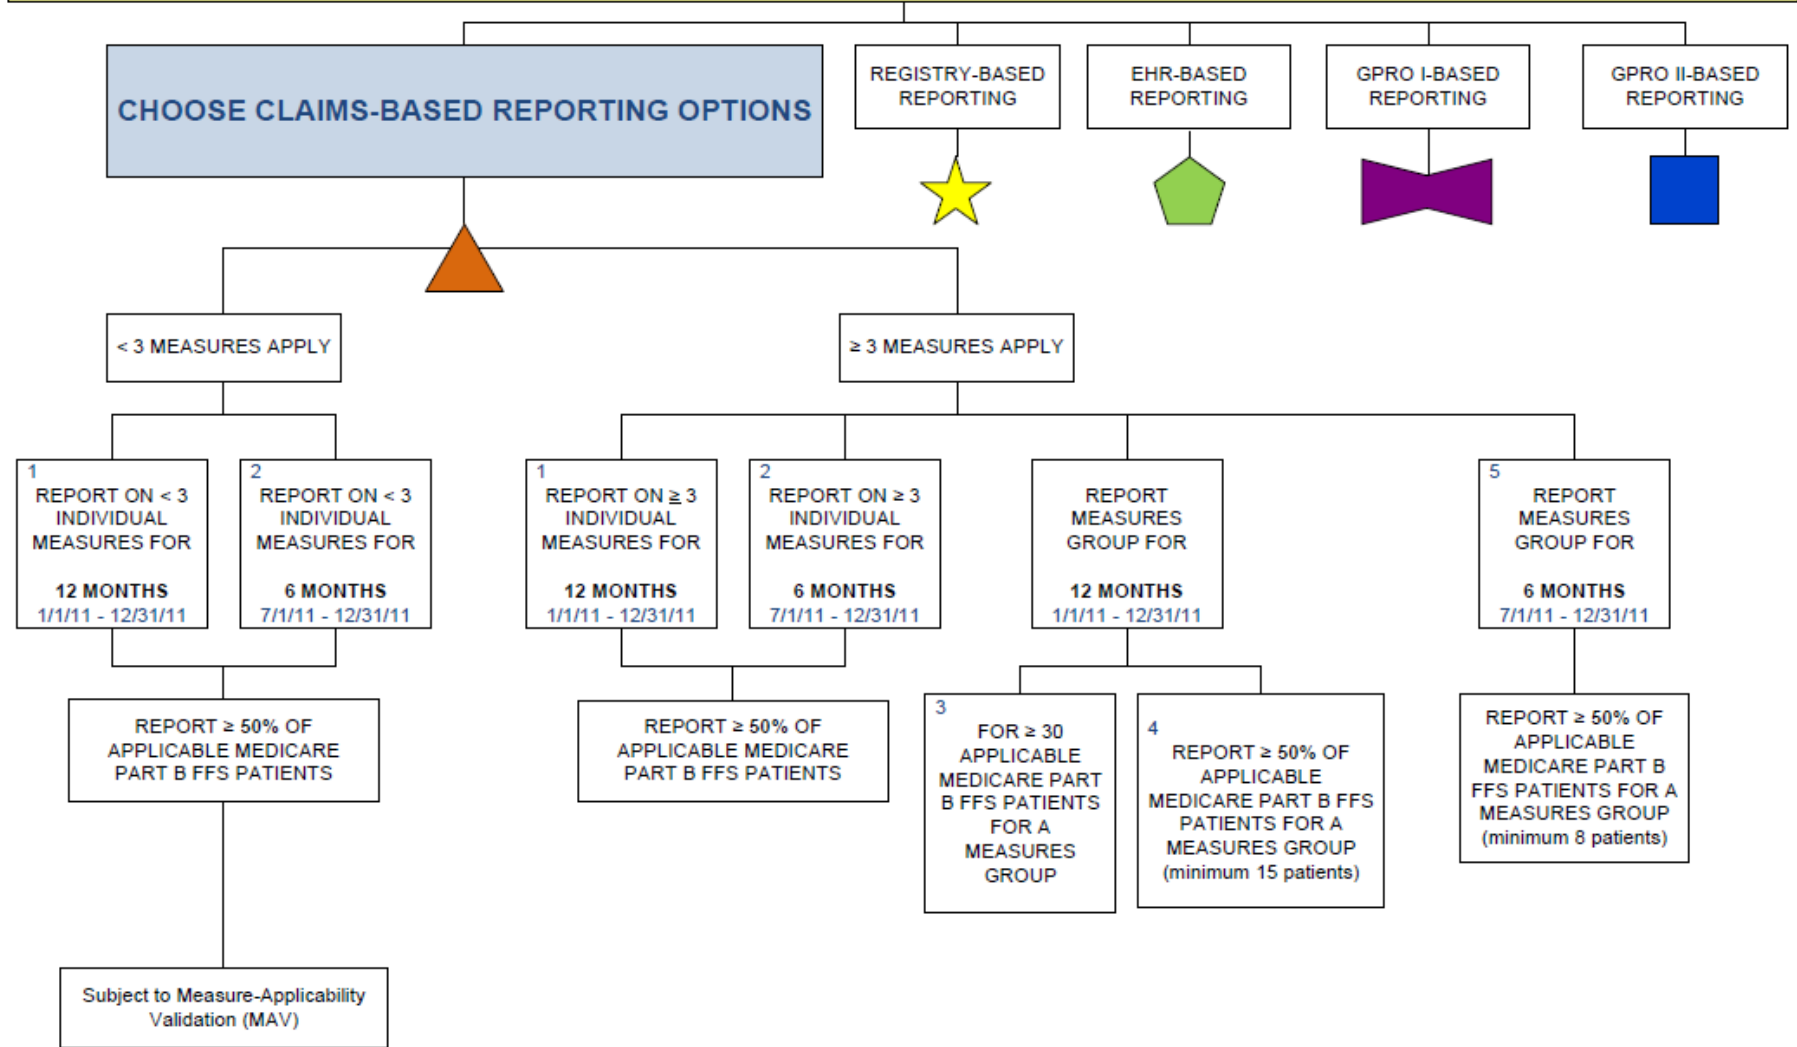 CHOOSE CLAIMS-BASED REPORTING OPTIONS
REGISTRY-BASED
REPORTING
EHR-BASED
REPORTING
GPRO I-BASED
REPORTING
GPRO II-BASED
REPORTING
< 3 MEASURES APPLY
≥ 3 MEASURES APPLY
1
REPORT ON < 3
INDIVIDUAL
MEASURES FOR
12 MONTHS
1/1/11 - 12/31/11
2
REPORT ON < 3
INDIVIDUAL
MEASURES FOR
6 MONTHS
7/1/11 - 12/31/11
1
REPORT ON ≥ 3
INDIVIDUAL
MEASURES FOR
12 MONTHS
1/1/11 - 12/31/11
2
REPORT ON ≥ 3
INDIVIDUAL
MEASURES FOR
6 MONTHS
7/1/11 - 12/31/11
REPORT
MEASURES
GROUP FOR
12 MONTHS
1/1/11 - 12/31/11
5
REPORT
MEASURES
GROUP FOR
6 MONTHS
7/1/11 - 12/31/11
REPORT ≥ 50% OF
APPLICABLE MEDICARE
PART B FFS PATIENTS
REPORT ≥ 50% OF
APPLICABLE MEDICARE
PART B FFS PATIENTS
3
FOR ≥ 30
APPLICABLE
MEDICARE PART
B FFS PATIENTS
FOR A
MEASURES
GROUP
4
REPORT ≥ 50% OF
APPLICABLE
MEDICARE PART B FFS
PATIENTS FOR A
MEASURES GROUP
(minimum 15 patients)
REPORT ≥ 50% OF
APPLICABLE
MEDICARE PART B
FFS PATIENTS FOR A
MEASURES GROUP
(minimum 8 patients)
Subject to Measure-Applicability
Validation (MAV)